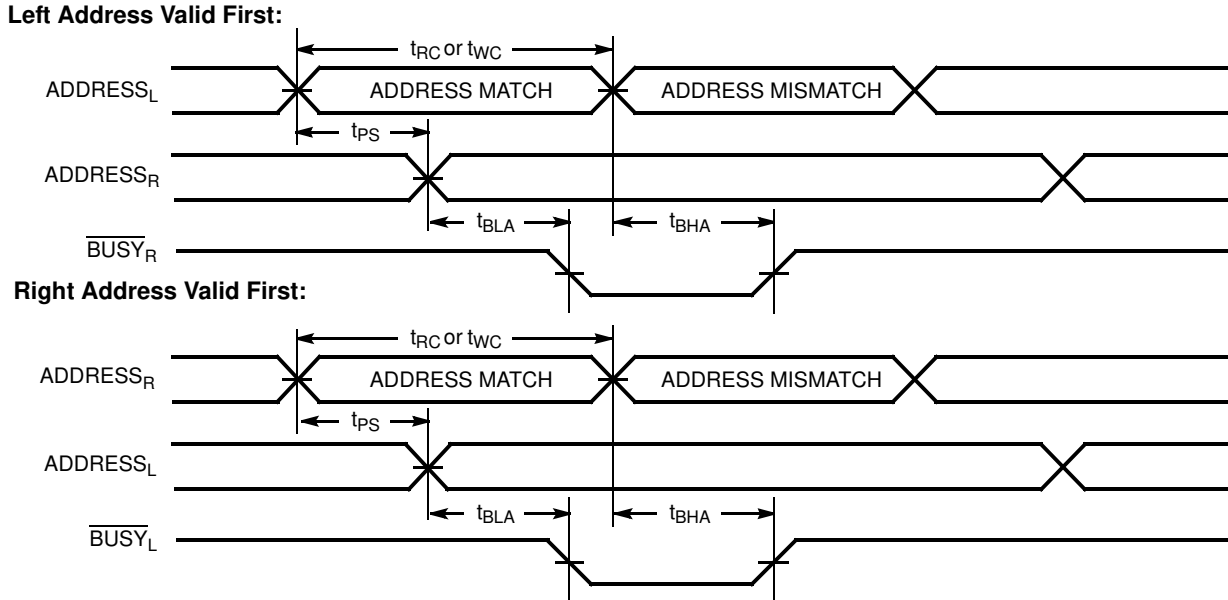 Left Address Valid First:
tRC or tWC
ADDRESSL
ADDRESS MATCH
ADDRESS MISMATCH
tPS
ADDRESSR
tBLA
tBHA
BUSYR
Right Address Valid First:
tRC or tWC
ADDRESSR
ADDRESS MATCH
ADDRESS MISMATCH
tPS
ADDRESSL
tBLA
tBHA
BUSYL